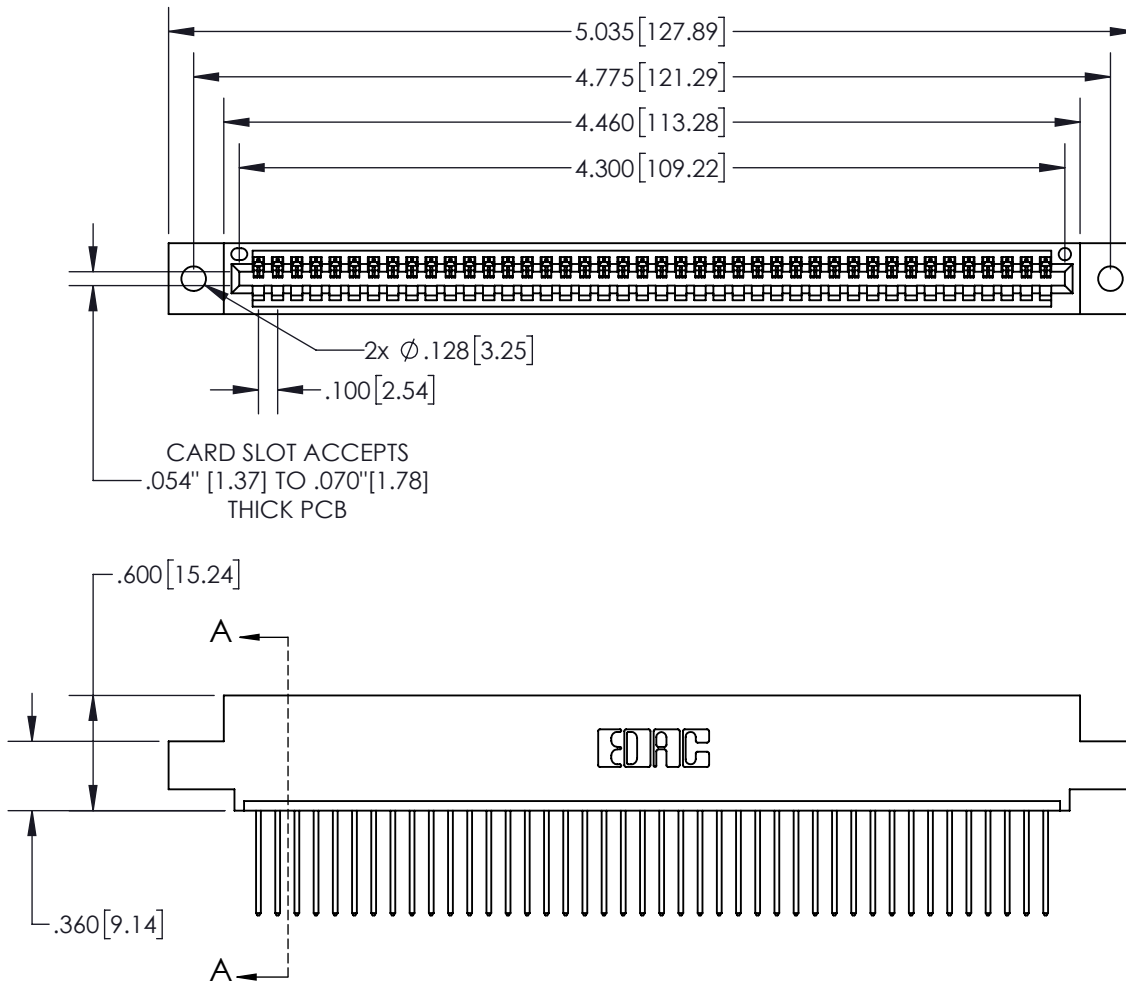 5.035[127.89]
4.775[121.29]
4.460[113.28]
4.300[109.22]
2x ∅.128[3.25]
.100[2.54]
CARD SLOT ACCEPTS
.054" [1.37] TO .070"[1.78]
THICK PCB
.600[15.24]
A
EDAC
.360[9.14]
A